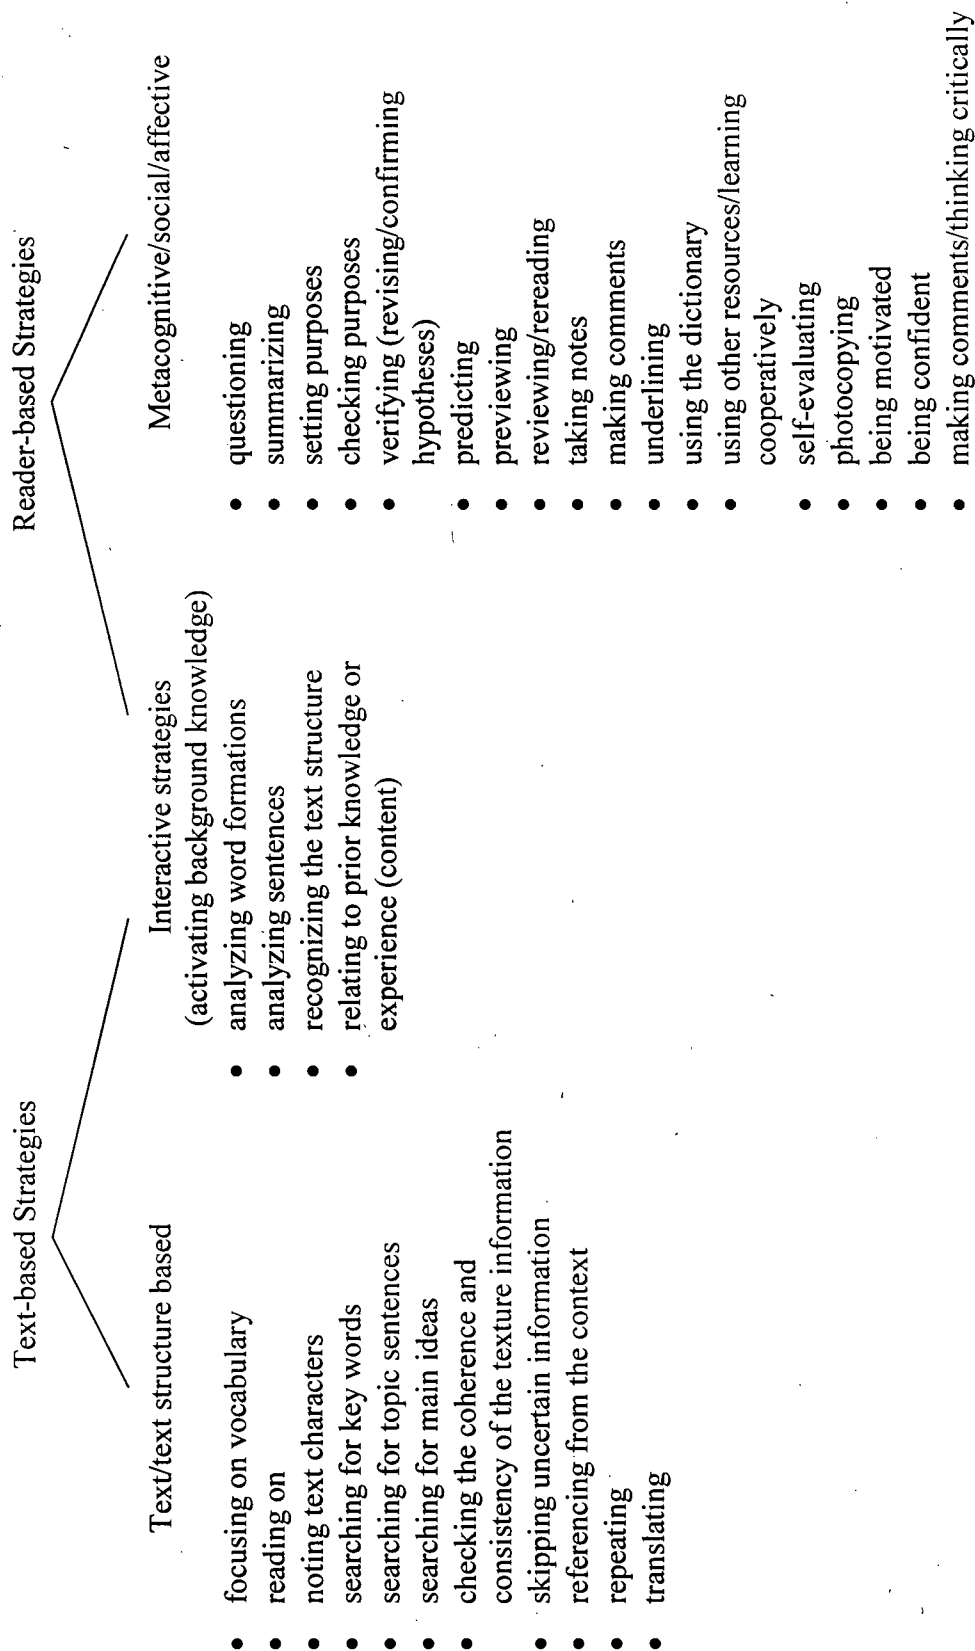 Text-based Strategies
Reader-based Strategies
Text/text structure based
• focusing on vocabulary
• reading on
• noting text characters
• searching for key words
• searching for topic sentences
• searching for main ideas
• checking the coherence and
consistency of the texture information
• skipping uncertain information
• referencing from the context
• repeating
• translating
Interactive strategies
(activating background knowledge)
• analyzing word formations
• analyzing sentences
• recognizing the text structure
• relating to prior knowledge or
experience (content)
Metacognitive/social/affective
• questioning
• summarizing
• setting purposes
• checking purposes
• verifying (revising/confirming
hypotheses)
• predicting
• previewing
• reviewing/rereading
• taking notes
• making comments
• underlining
• using the dictionary
• using other resources/learning
cooperatively
• self-evaluating
• photocopying
• being motivated
• being confident
• making comments/thinking critically